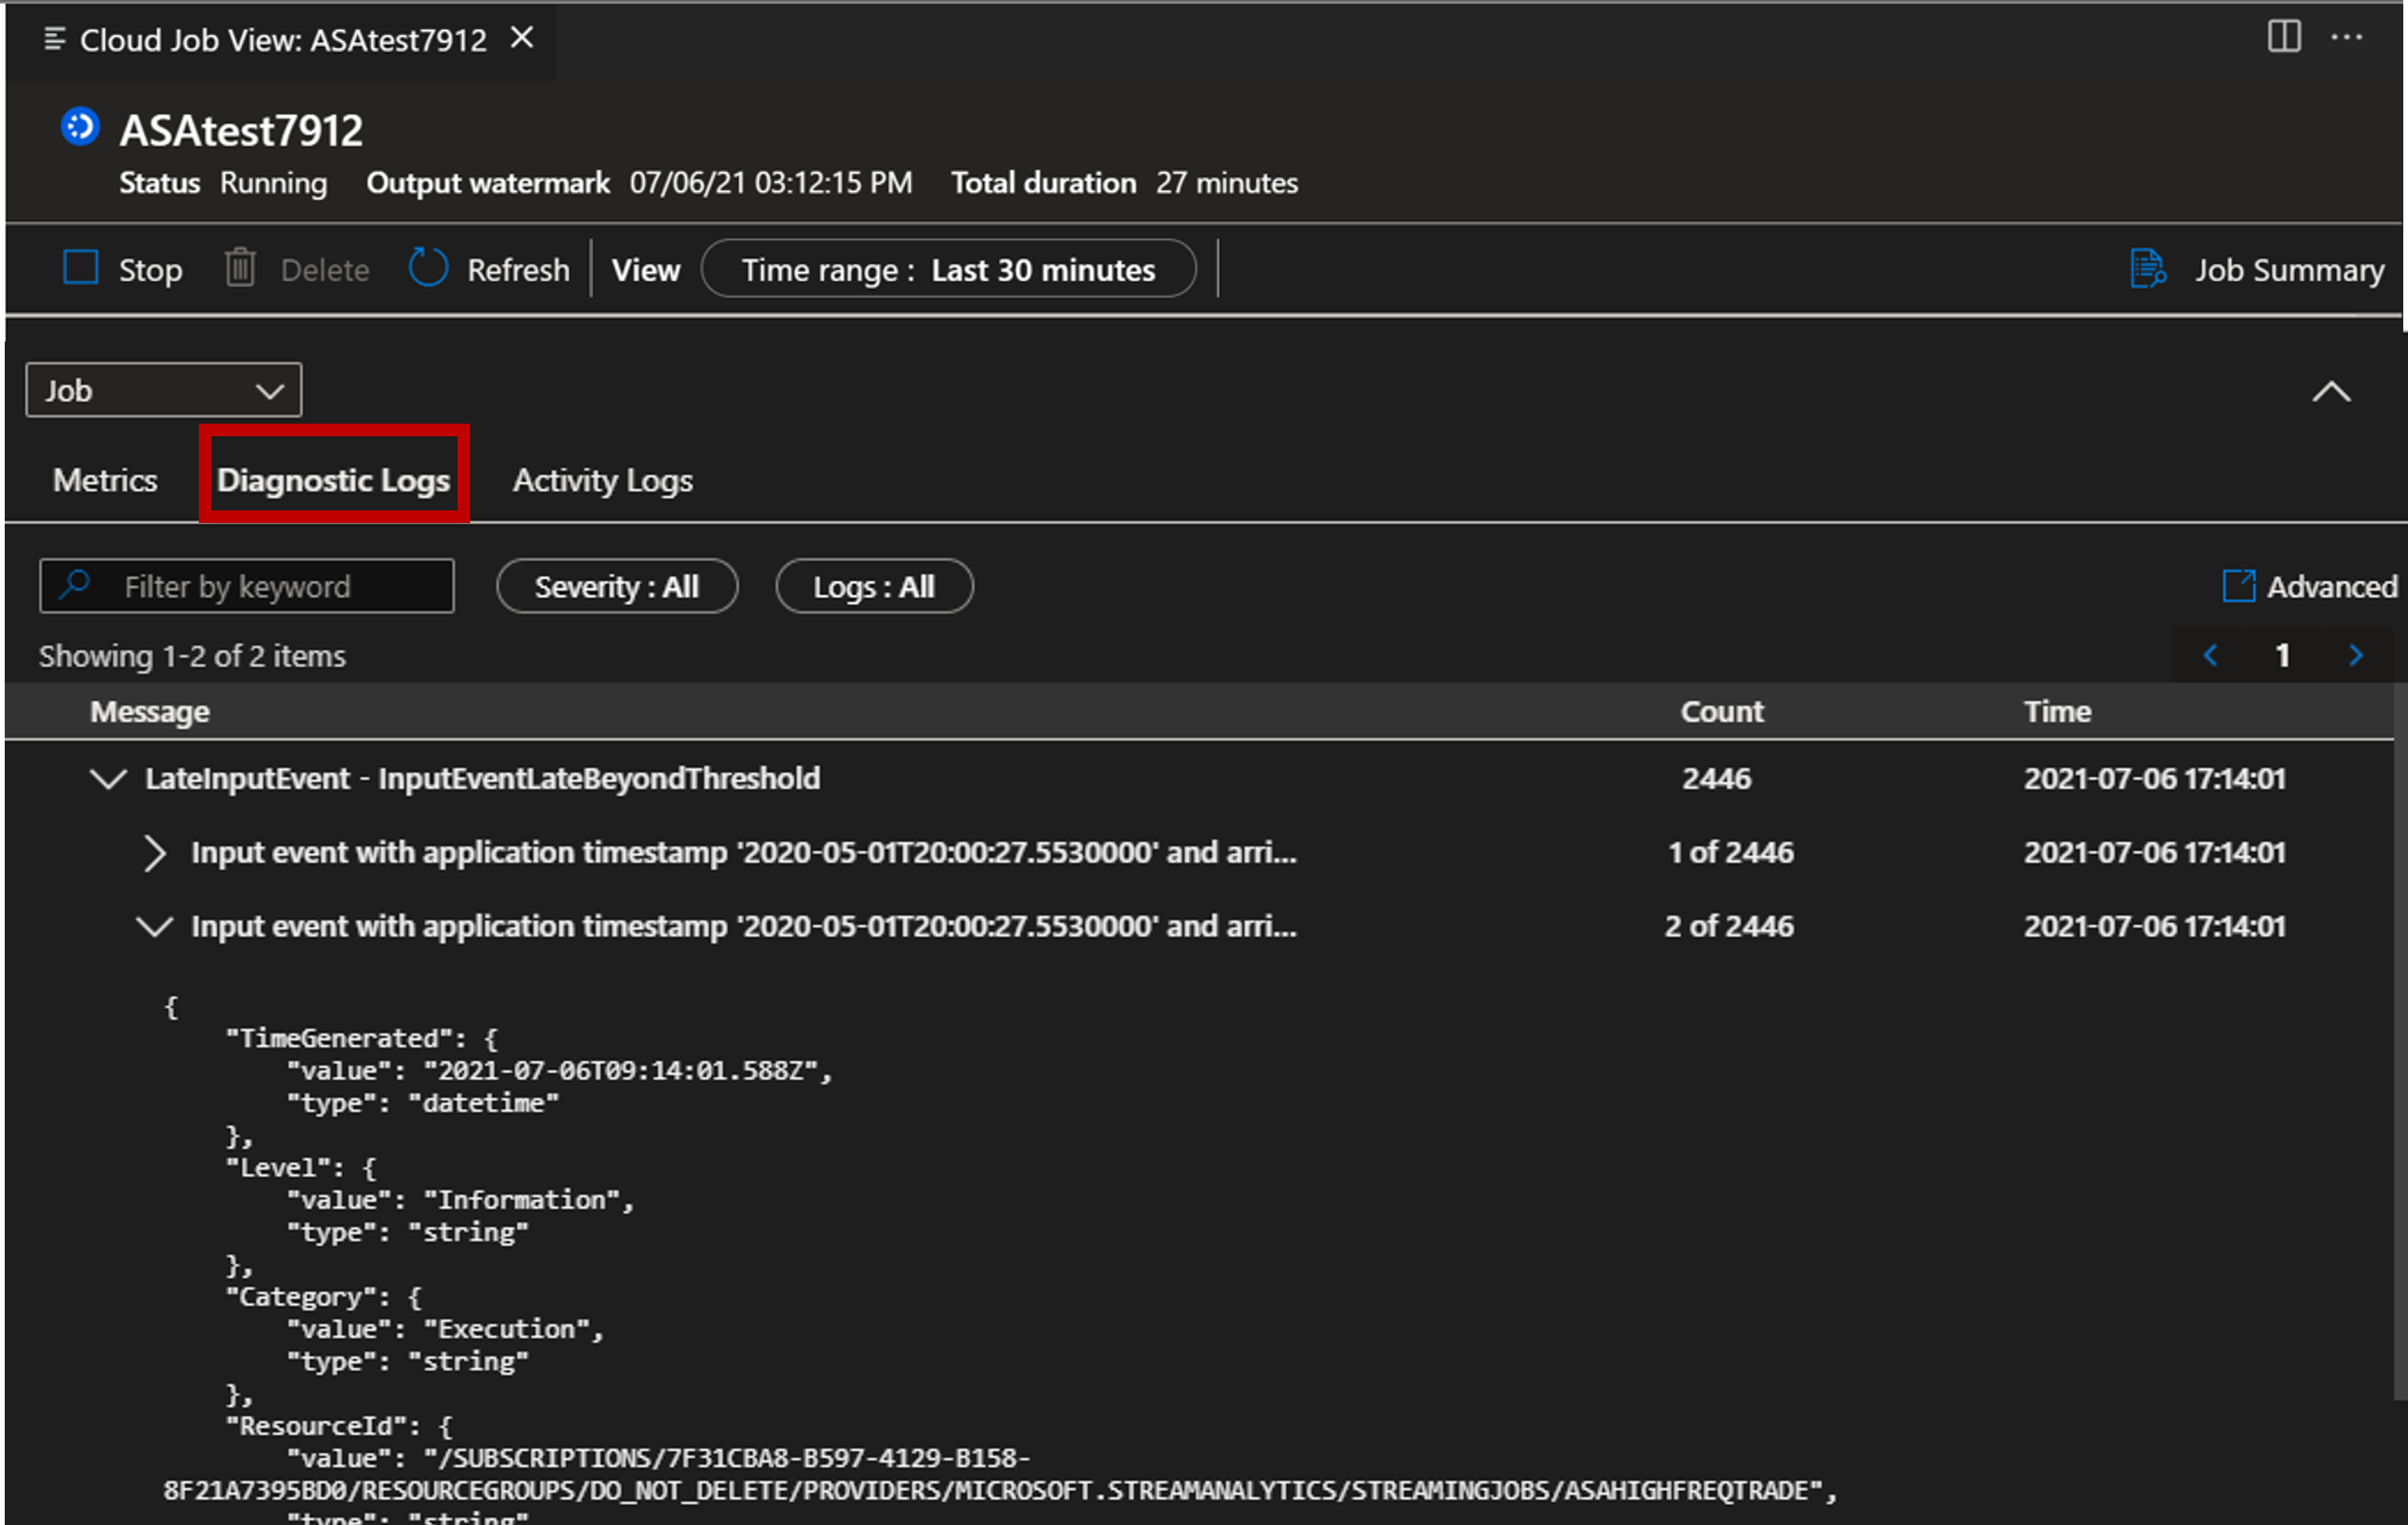 Cloud Job View: ASAtest7912
ASAtest7912
Status Running Output watermark 07/06/21 03:12:15 PM Total duration 27 minutes
Stop Delete Refresh View Time range : Last 30 minutes Job Summary
Job
Metrics Diagnostic Logs Activity Logs
Filter by keyword Severity : All Logs : All Advanced
Showing 1-2 of 2 items 1
Message Count Time
LateInputEvent - InputEventLateBeyondThreshold 2446 2021-07-06 17:14:01
Input event with application timestamp '2020-05-01T20:00:27.5530000' and arri... 1 of 2446 2021-07-06 17:14:01
Input event with application timestamp '2020-05-01T20:00:27.5530000' and arri... 2 of 2446 2021-07-06 17:14:01
{
"TimeGenerated": {
"value": "2021-07-06T09:14:01.588Z",
"type": "datetime"
},
"Level": {
"value": "Information",
"type": "string"
},
"Category": {
"value": "Execution",
"type": "string"
},
"ResourceId": {
"value": "/SUBSCRIPTIONS/7F31CBA8-B597-4129-B158-
8F21A7395BD0/RESOURCEGROUPS/DO_NOT_DELETE/PROVIDERS/MICROSOFT.STREAMANALYTICS/STREAMINGJOBS/ASAHIGHFREQTRADE",
"type": "string"